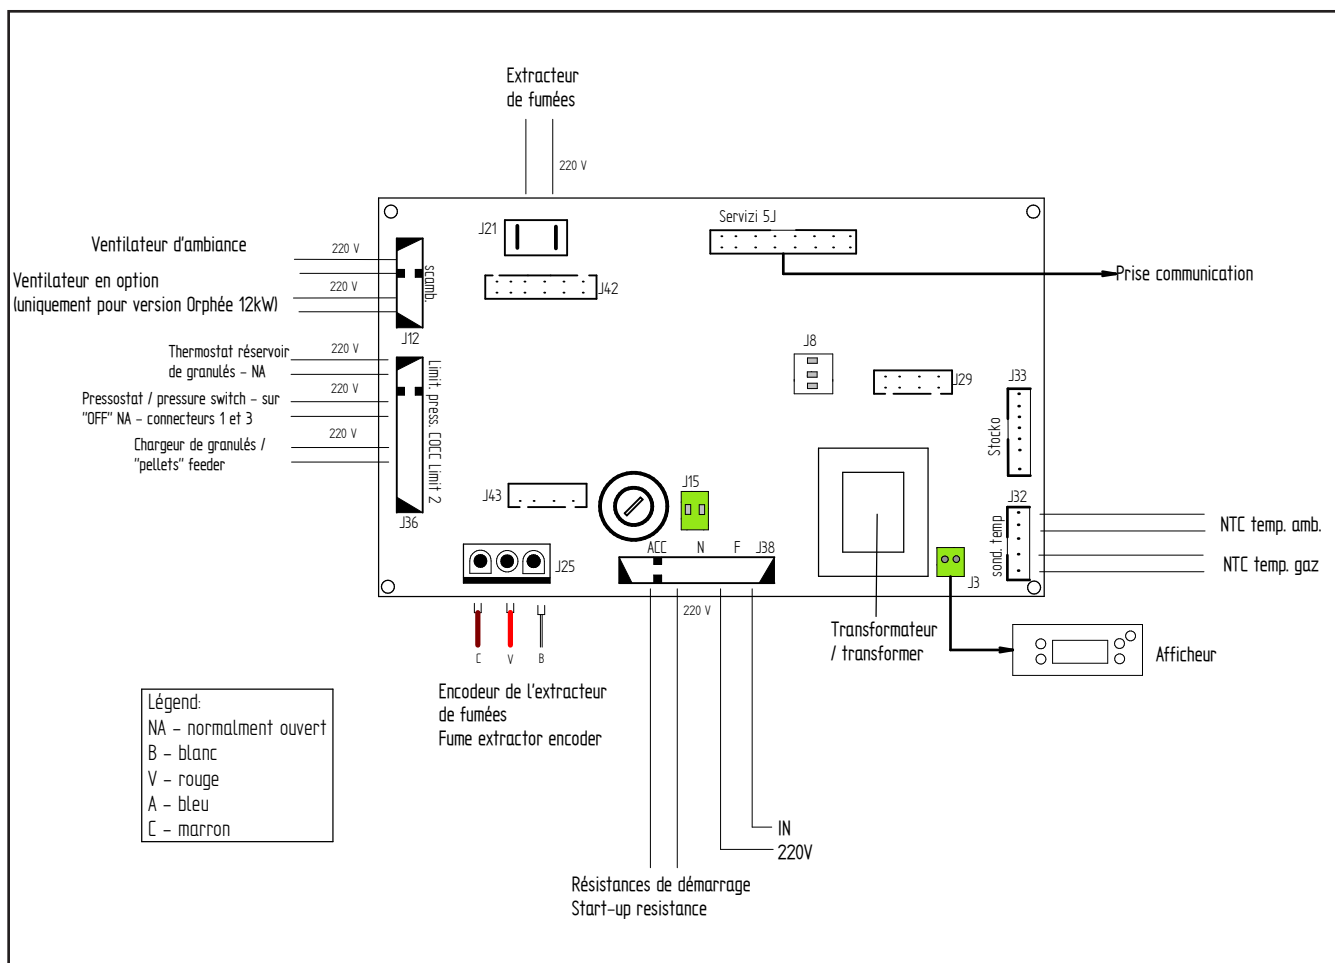 Extracteur
de fumées
220 V
J21
Servizi 5J
Ventilateur d'ambiance
220 V
Ventilateur en option
(uniquement pour version Orphée 12kW)
220 V
scamb.
J12
J42
Prise communication
Thermostat réservoir
de granulés - NA
220 V
Pressostat / pressure switch - sur
"OFF" NA - connecteurs 1 et 3
220 V
Chargeur de granulés /
"pellets" feeder
220 V
Limit. press. COCC Limit 2
J36
J8
J29
J33
Stocko
J43
J15
J32
sond. temp
NTC temp. amb.
NTC temp. gaz
ACC N F J38
J25
J3
220 V
C V B
Transformateur
/ transformer
Afficheur
Encodeur de l'extracteur
de fumées
Fume extractor encoder
Légend:
NA - normalment ouvert
B - blanc
V - rouge
A - bleu
C - marron
IN
220V
Résistances de démarrage
Start-up resistance